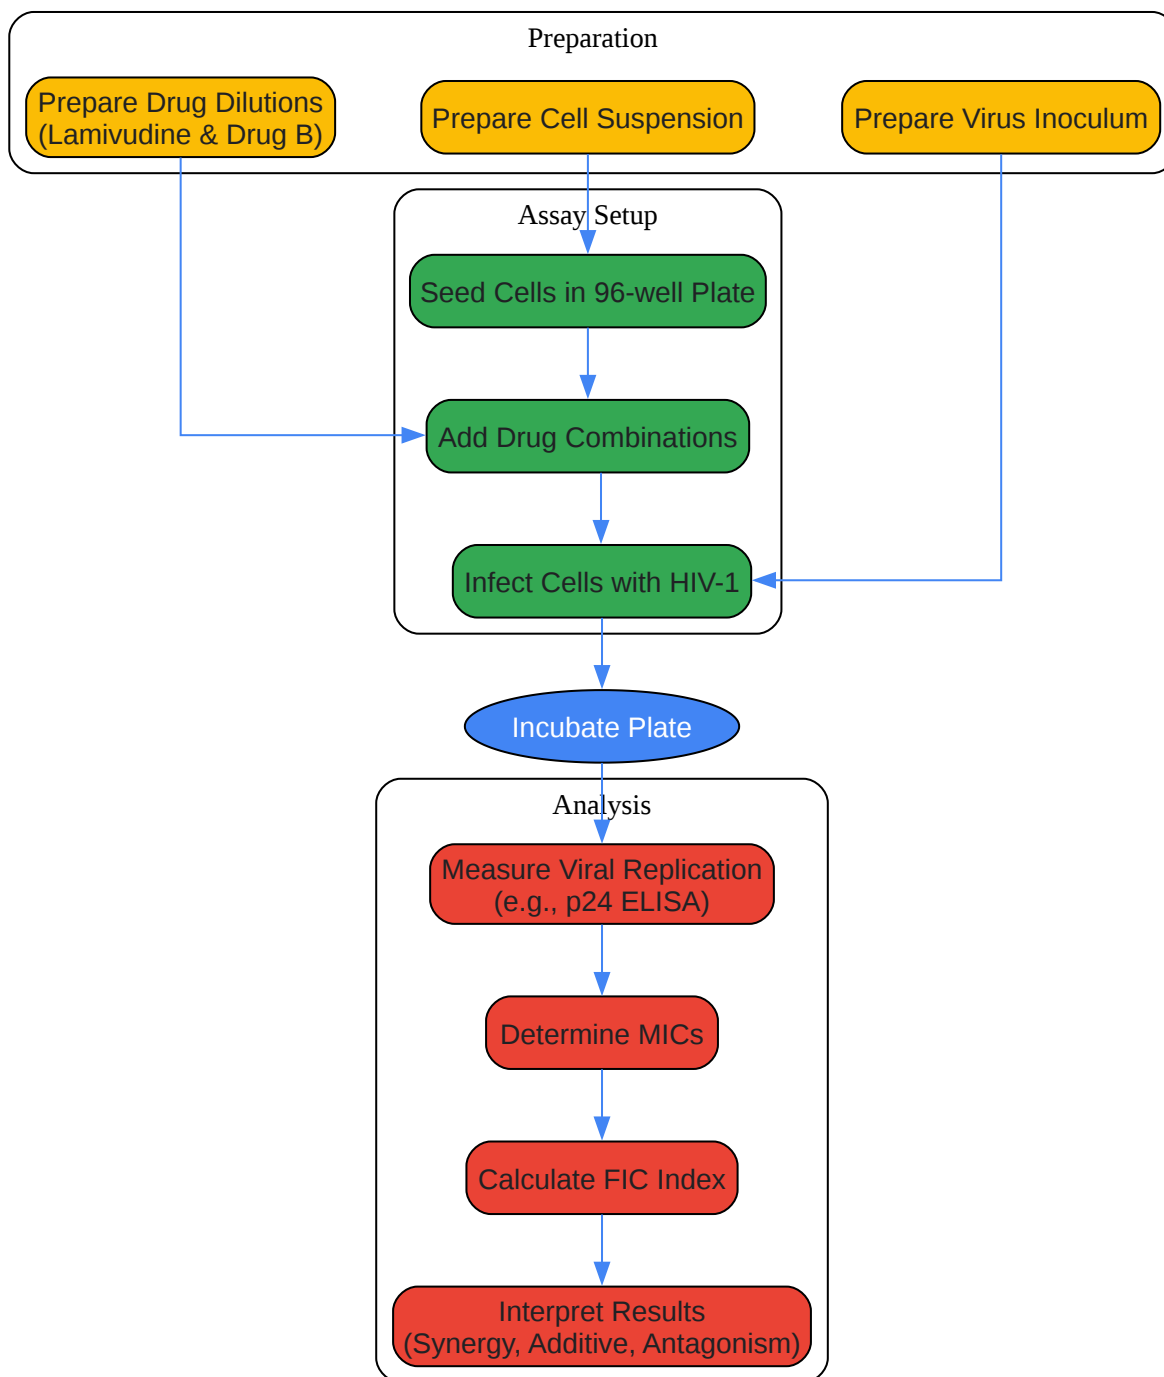 Preparation
Prepare Drug Dilutions
(Lamivudine & Drug B)
Prepare Cell Suspension
Prepare Virus Inoculum
Assay Setup
Seed Cells in 96-well Plate
Add Drug Combinations
Infect Cells with HIV-1
Incubate Plate
Analysis
Measure Viral Replication
(e.g., p24 ELISA)
Determine MICs
Calculate FIC Index
Interpret Results
(Synergy, Additive, Antagonism)